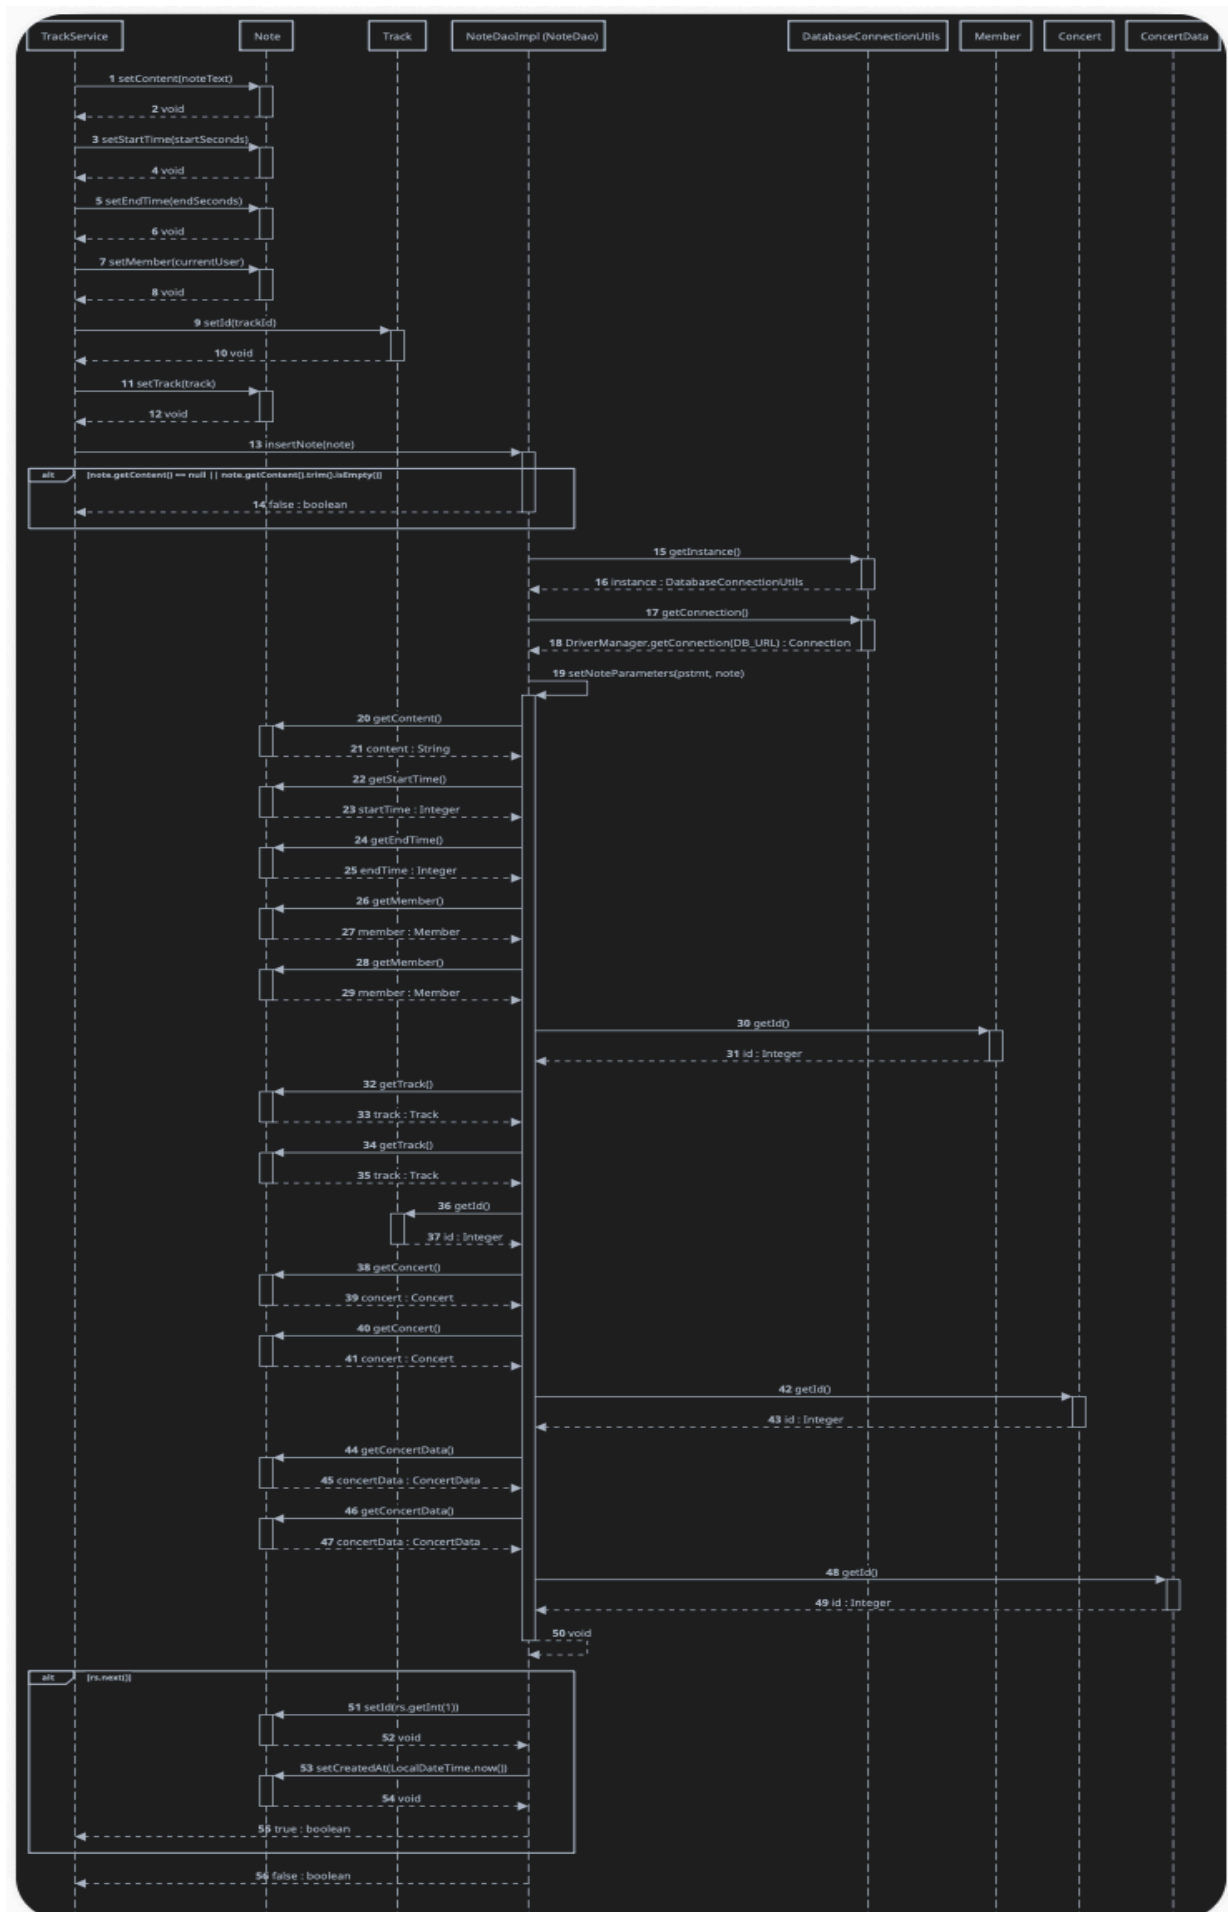 TrackService Note Track NoteDaoImpl (NoteDao) DatabaseConnectionUtils Member Concert ConcertData
1 setContent(noteText)
2 void
3 setStartTime(startSeconds)
4 void
5 setEndTime(endSeconds)
6 void
7 setMember(currentUser)
8 void
9 setId(trackId)
10 void
11 setTrack(track)
12 void
13 insertNote(note)
alt [note.getContent() == null || note.getContent().trim().isEmpty()]
14 false : boolean
15 getInstance()
16 instance : DatabaseConnectionUtils
17 getConnection()
18 DriverManager.getConnection(DB_URL) : Connection
19 setNoteParameters(pstmt, note)
20 getContent()
21 content : String
22 getStartTime()
23 startTime : Integer
24 getEndTime()
25 endTime : Integer
26 getMember()
27 member : Member
28 getMember()
29 member : Member
30 getId()
31 id : Integer
32 getTrack()
33 track : Track
34 getTrack()
35 track : Track
36 getId()
37 id : Integer
38 getConcert()
39 concert : Concert
40 getConcert()
41 concert : Concert
42 getId()
43 id : Integer
44 getConcertData()
45 concertData : ConcertData
46 getConcertData()
47 concertData : ConcertData
48 getId()
49 id : Integer
50 void
alt [rs.next()]
51 setId(rs.getInt(1))
52 void
53 setCreatedAt(LocalDateTime.now())
54 void
55 true : boolean
56 false : boolean